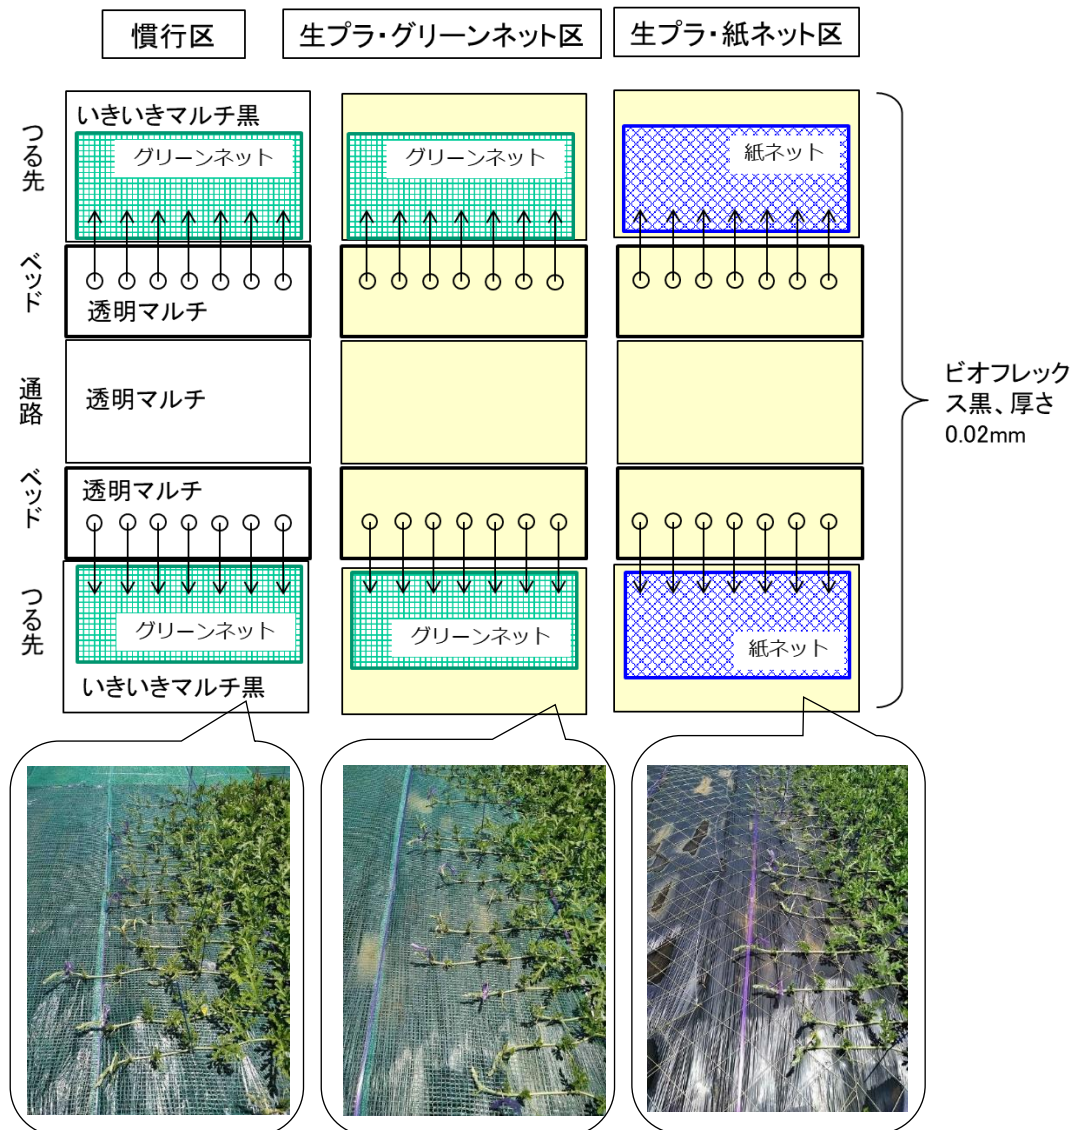 慣行区
生プラ・グリーンネット区
生プラ・紙ネット区
つる先
いきいきマルチ黒
グリーンネット
グリーンネット
紙ネット
ベッド
透明マルチ
通路
透明マルチ
ビオフレック
ス黒、厚さ
0.02mm
ベッド
透明マルチ
つる先
グリーンネット
いきいきマルチ黒
グリーンネット
紙ネット